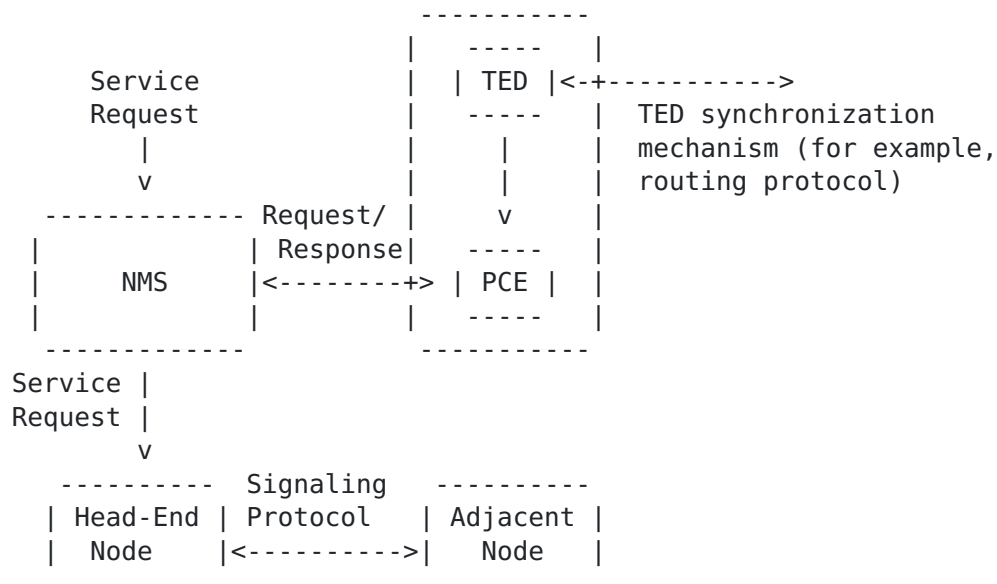 -----------
                          |   -----   |
     Service              |  | TED |<-+----------->
     Request              |   -----   |  TED synchronization
        |                 |     |     |  mechanism (for example,
        v                 |     |     |  routing protocol)
  ------------- Request/  |     v     |
 |             | Response|   -----   |
 |     NMS     |<--------+> | PCE |  |
 |             |          |   -----   |
  -------------            -----------
Service |
Request |
        v
   ----------  Signaling   ----------
  | Head-End | Protocol   | Adjacent |
  |  Node    |<---------->|   Node   |